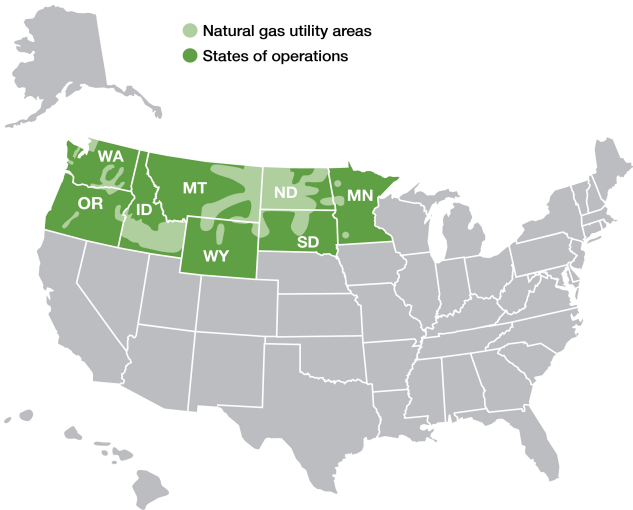 Natural gas utility areas
States of operations
WA
MT
ND
MN
OR
ID
SD
WY